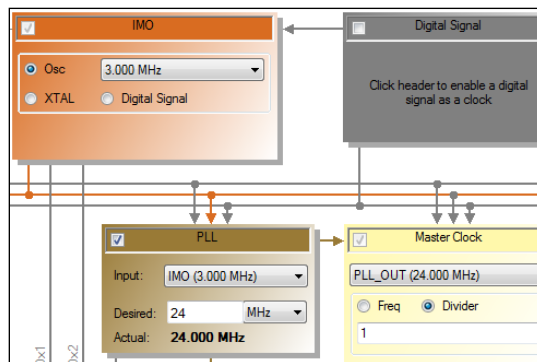 IMO
Osc
3.000 MHz
XTAL
Digital Signal
Digital Signal
Click header to enable a digital
signal as a clock
PLL
Input:
IMO (3.000 MHz)
Desired:
24
MHz
Actual:
24.000 MHz
Master Clock
PLL_OUT (24.000 MHz)
Freq
Divider
1
0x1
0x2